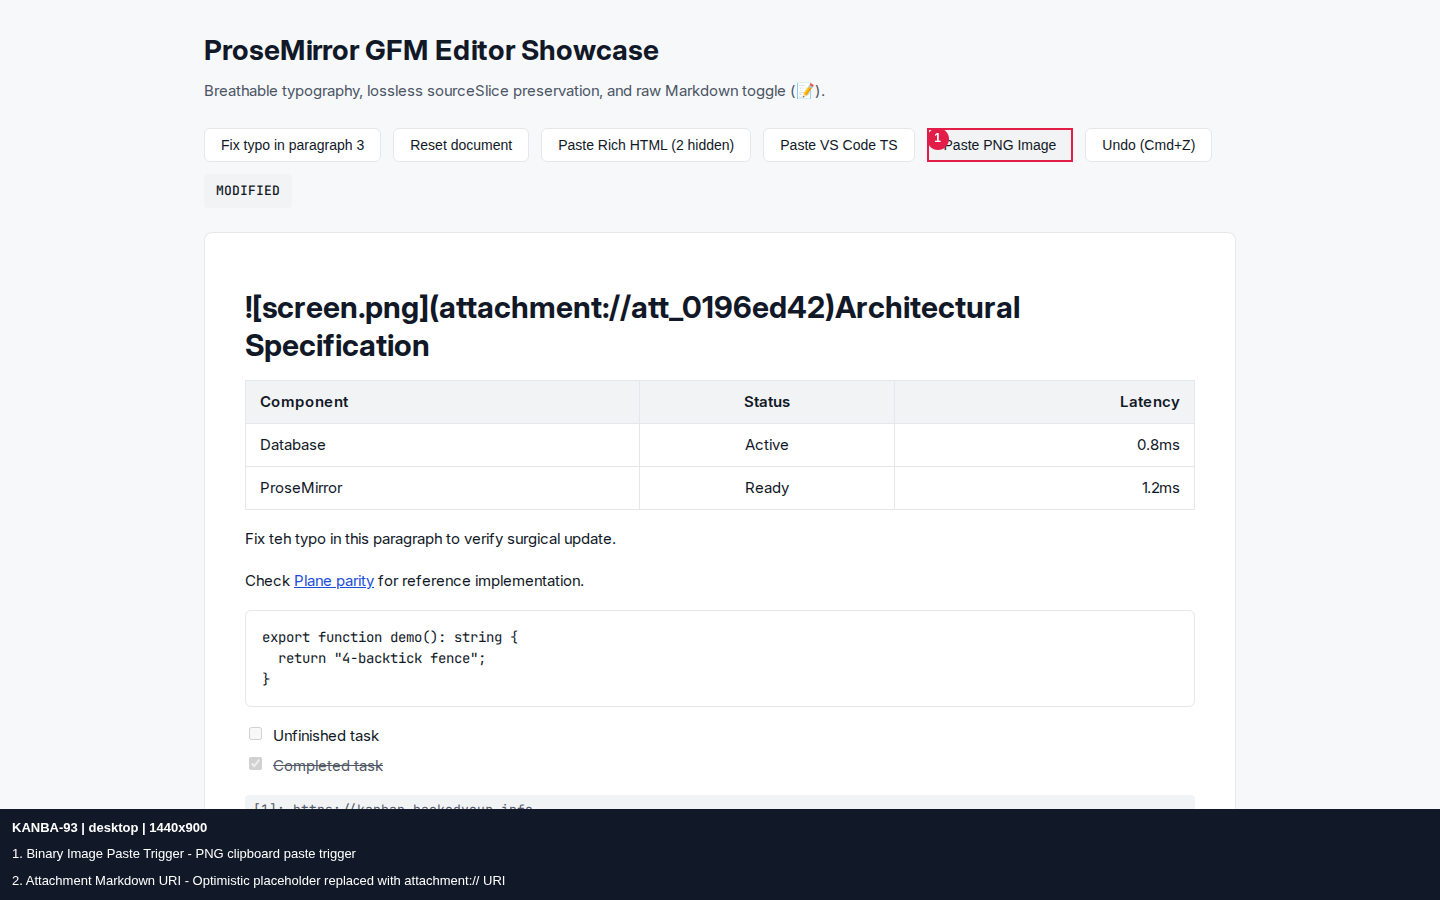 ProseMirror GFM Editor Showcase
Breathable typography, lossless sourceSlice preservation, and raw Markdown toggle (📝).
Fix typo in paragraph 3 Reset document Paste Rich HTML (2 hidden) Paste VS Code TS 1 Paste PNG Image Undo (Cmd+Z)
MODIFIED
![screen.png](attachment://att_0196ed42)Architectural
Specification
Component Status Latency
Database Active 0.8ms
ProseMirror Ready 1.2ms
Fix teh typo in this paragraph to verify surgical update.
Check Plane parity for reference implementation.
export function demo(): string {
return "4-backtick fence";
}
Unfinished task
Completed task
[1]: https://kanban.backedyoup.info
KANBA-93 | desktop | 1440x900
1. Binary Image Paste Trigger - PNG clipboard paste trigger
2. Attachment Markdown URI - Optimistic placeholder replaced with attachment:// URI